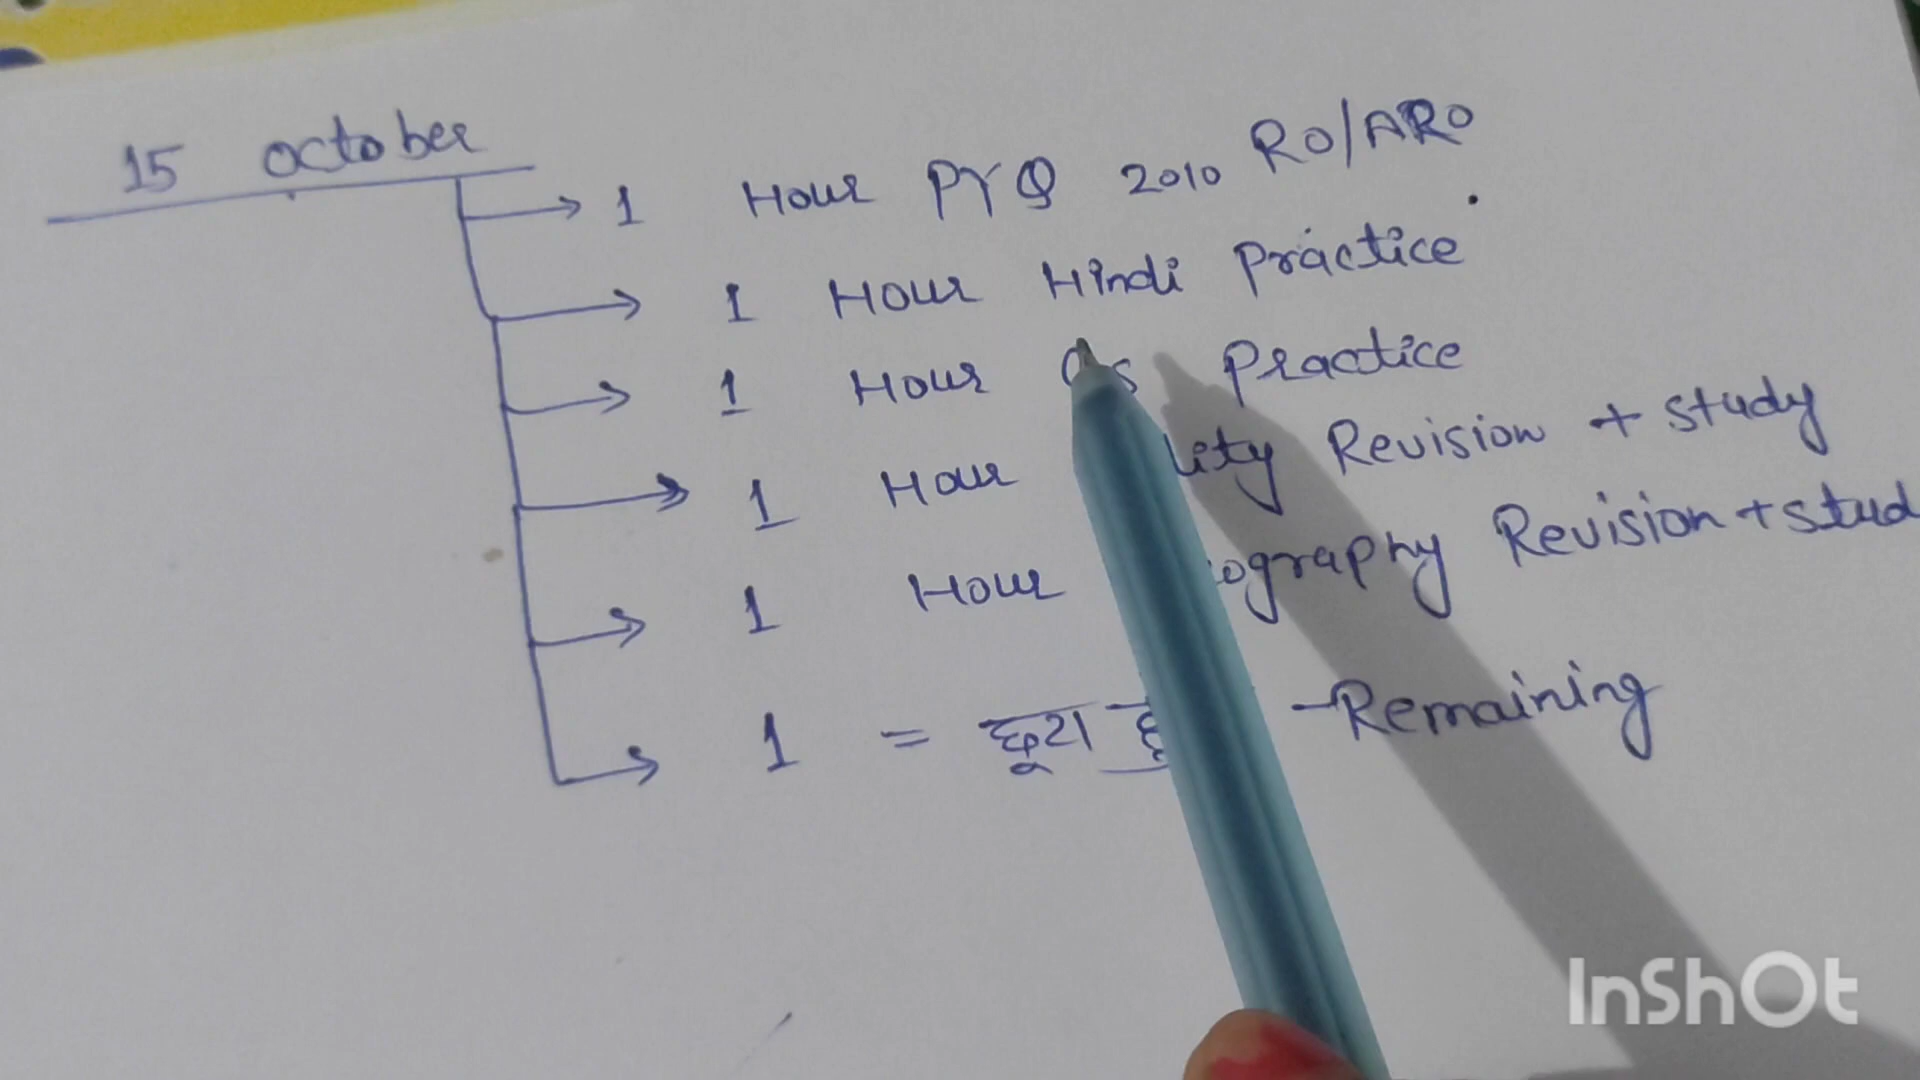 15 october
1 Hour PYQ 2010 RO/ARO
1 Hour Hindi Practice
1 Hour Practice
1 Hour Revision + study
1 Hour Revision +
1 = छूटा - Remaining
InShOt